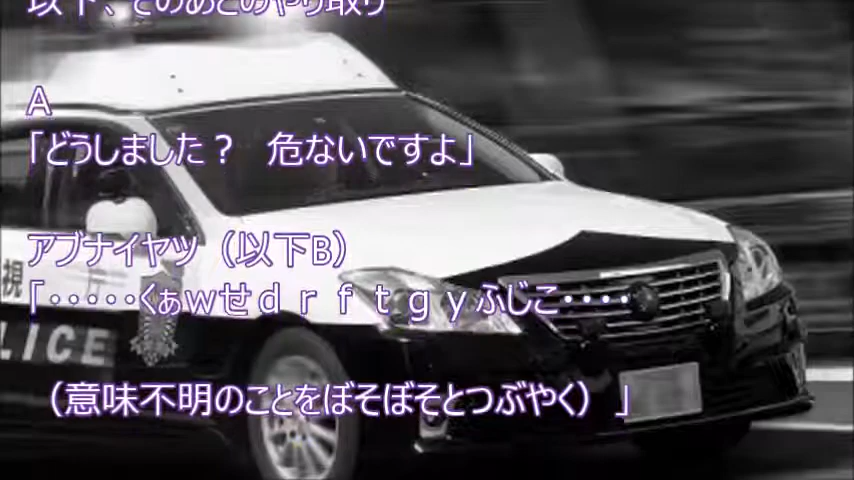 以下、そのあとのやり取り
A
「どうしました？　危ないですよ」
アブナイヤツ（以下B）
「・・・・・くぁｗせｄｒｆｔｇｙふじこ・・・・
（意味不明のことをぼそぼそとつぶやく）」
視 庁
LICE